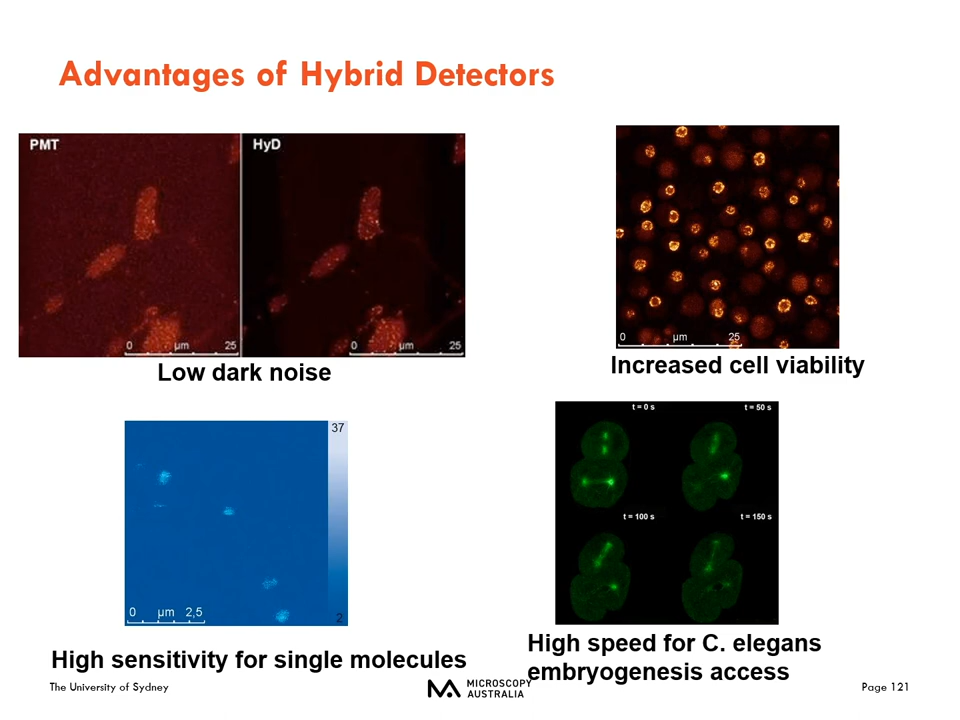 Advantages of Hybrid Detectors
PMT
HyD
0 µm 25
0 µm 25
Low dark noise
0 µm 25
Increased cell viability
37
2
0 µm 2,5
High sensitivity for single molecules
t = 0 s
t = 50 s
t = 100 s
t = 150 s
High speed for C. elegans
embryogenesis access
The University of Sydney
MICROSCOPY
AUSTRALIA
Page 121